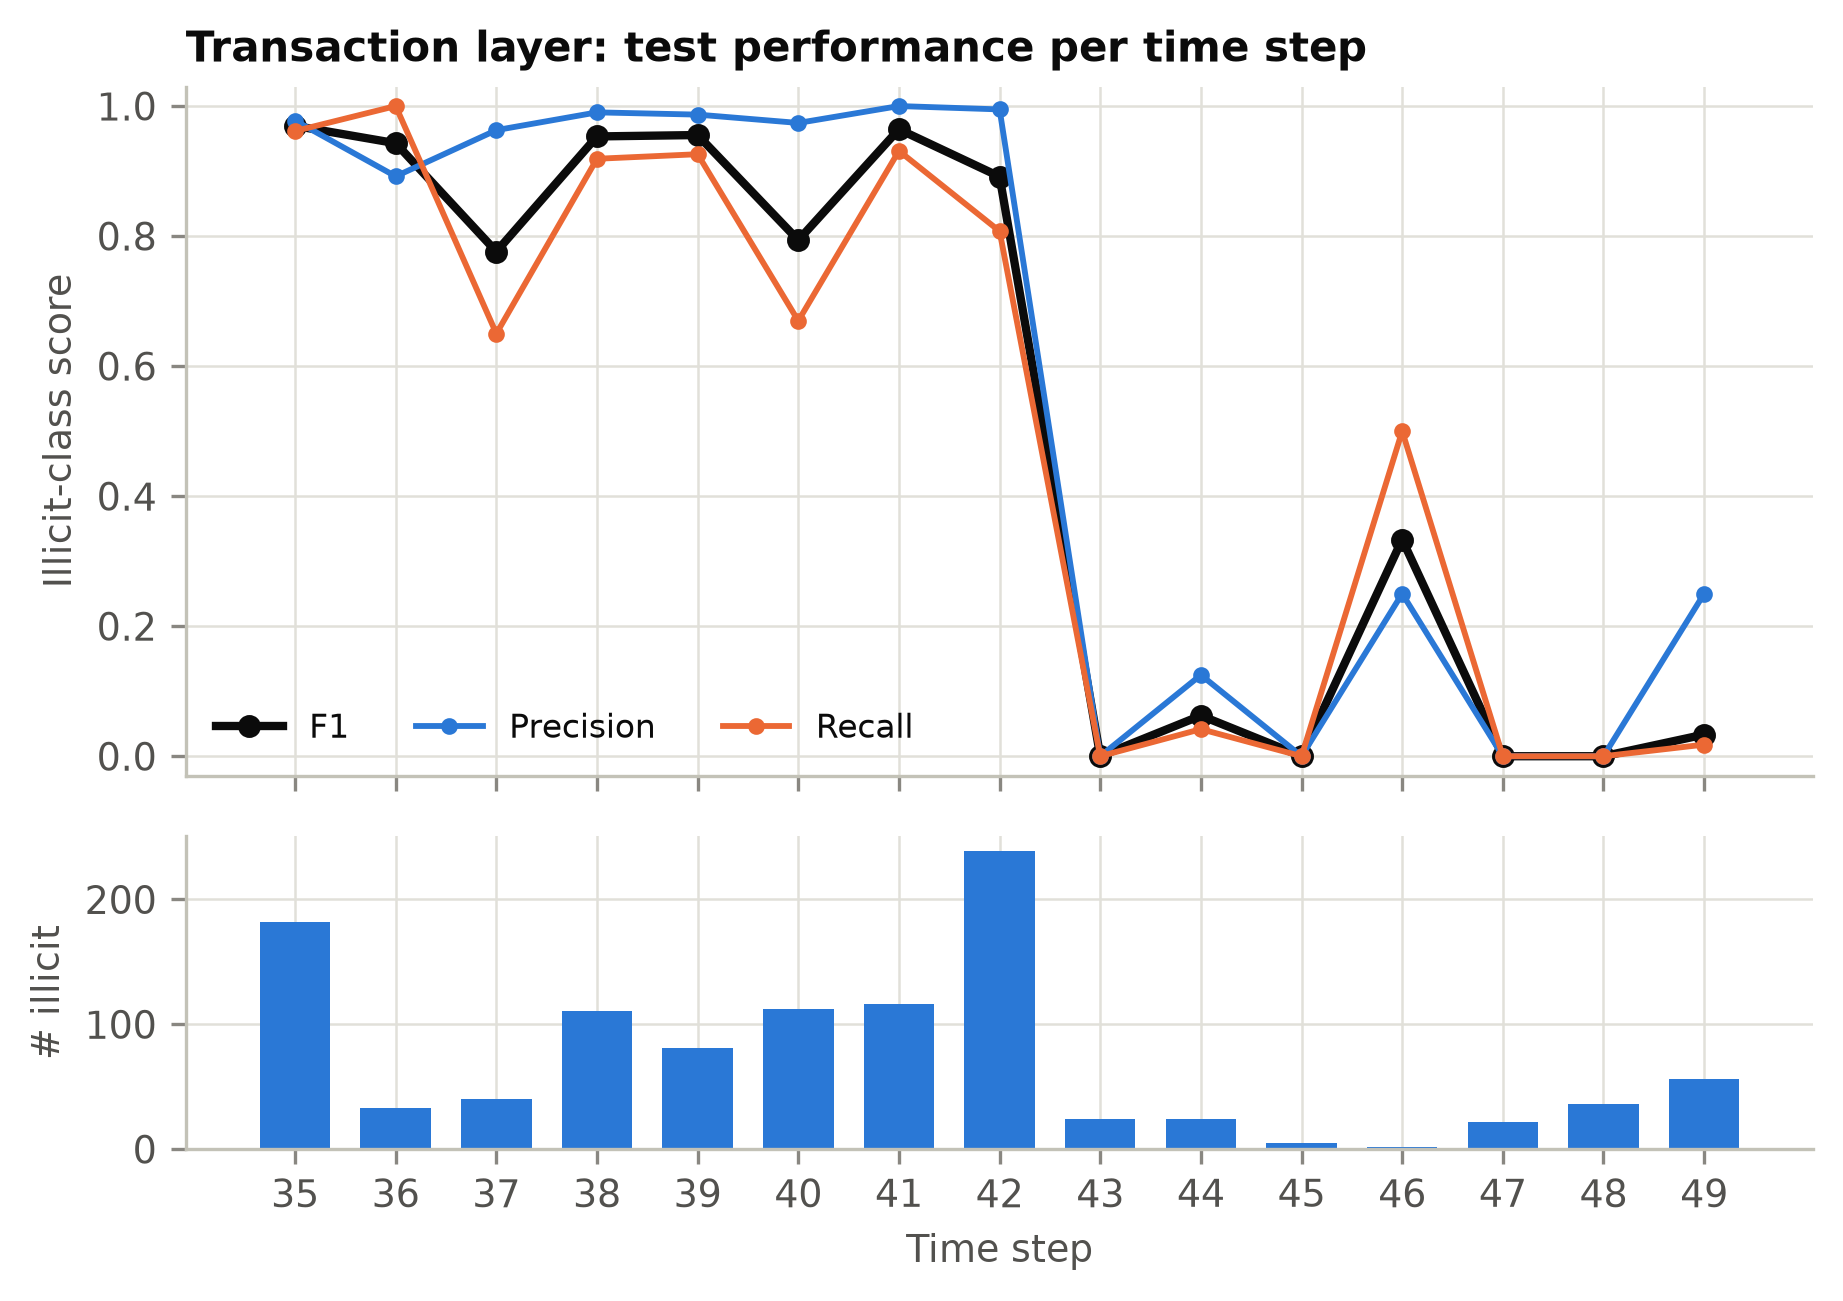 Transaction layer: test performance per time step
Illicit-class score
1.0
0.8
0.6
0.4
0.2
0.0
F1 Precision Recall
# illicit
200
100
0
35 36 37 38 39 40 41 42 43 44 45 46 47 48 49
Time step